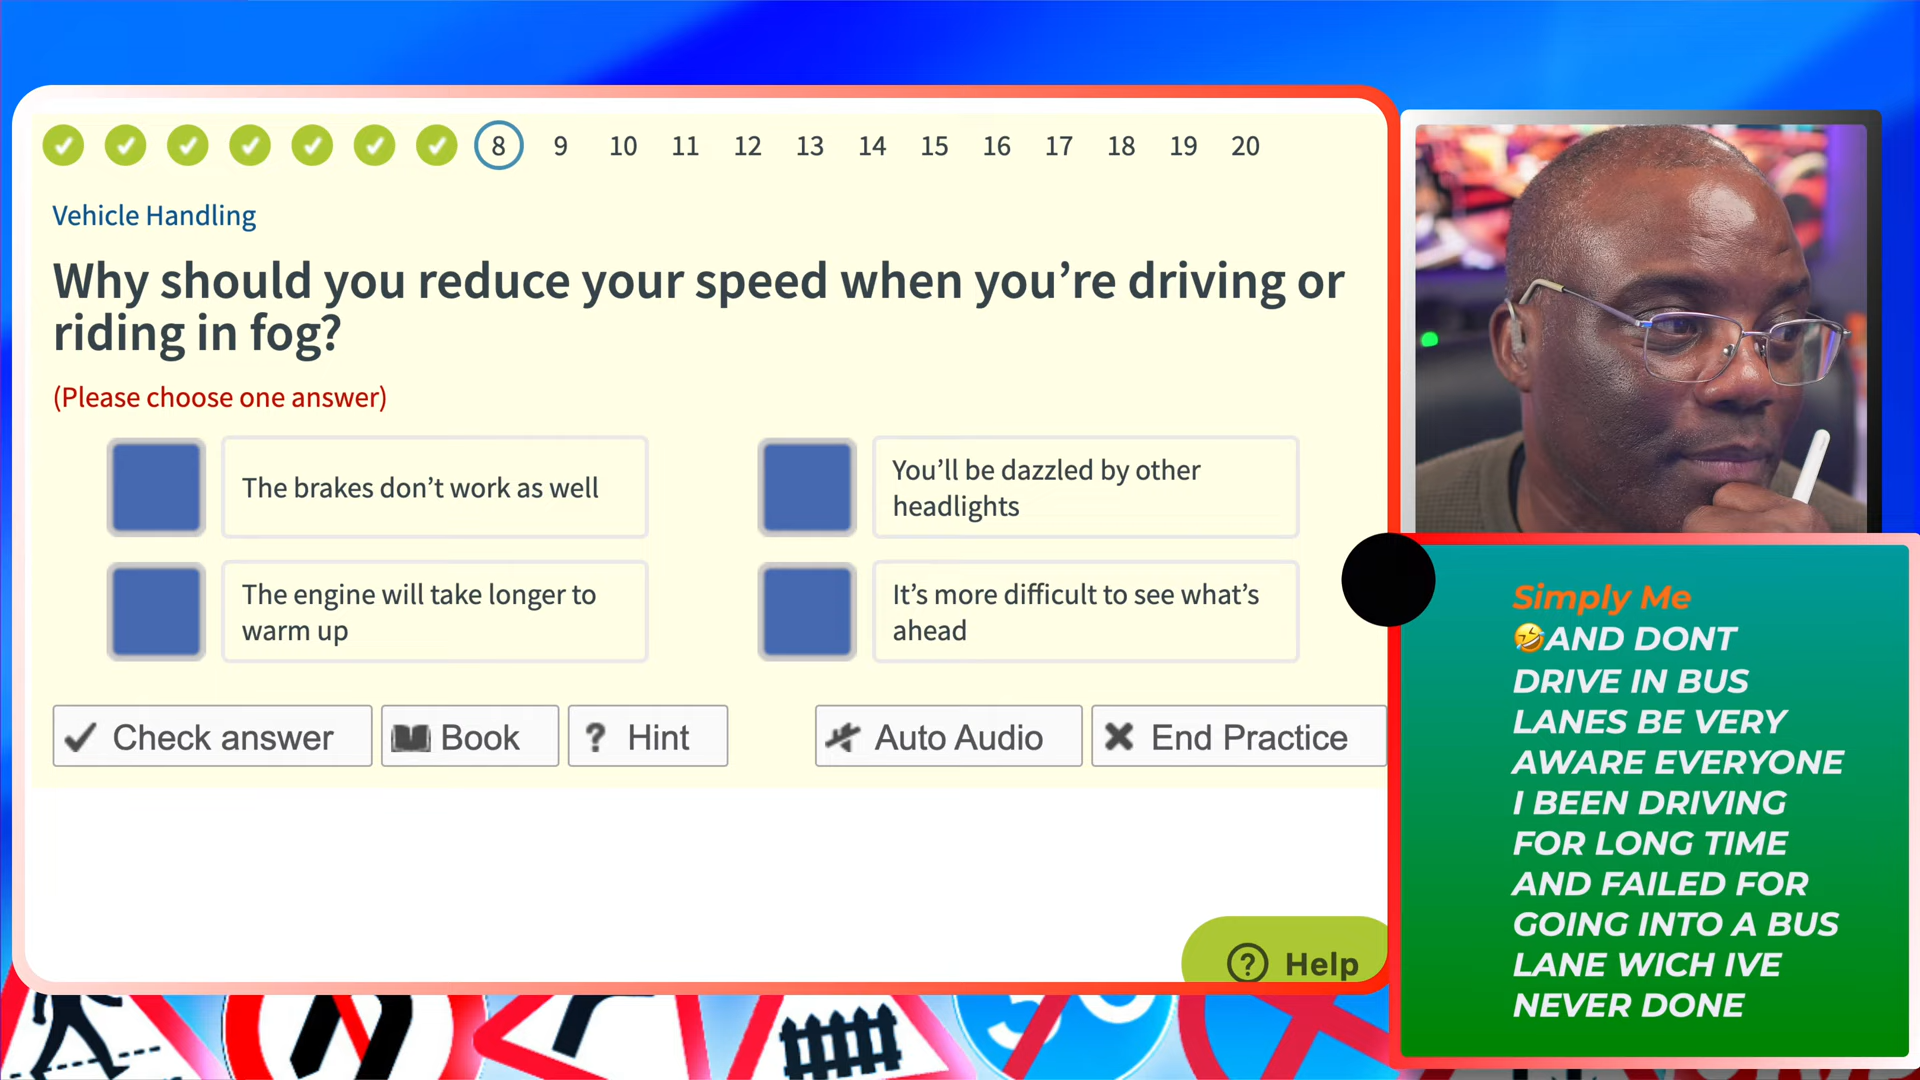 8 9 10 11 12 13 14 15 16 17 18 19 20
Vehicle Handling
Why should you reduce your speed when you’re driving or
riding in fog?
(Please choose one answer)
The brakes don’t work as well
You’ll be dazzled by other
headlights
The engine will take longer to
warm up
It’s more difficult to see what’s
ahead
Check answer
Book
? Hint
Auto Audio
End Practice
? Help
Simply Me
🤣AND DONT
DRIVE IN BUS
LANES BE VERY
AWARE EVERYONE
I BEEN DRIVING
FOR LONG TIME
AND FAILED FOR
GOING INTO A BUS
LANE WICH IVE
NEVER DONE